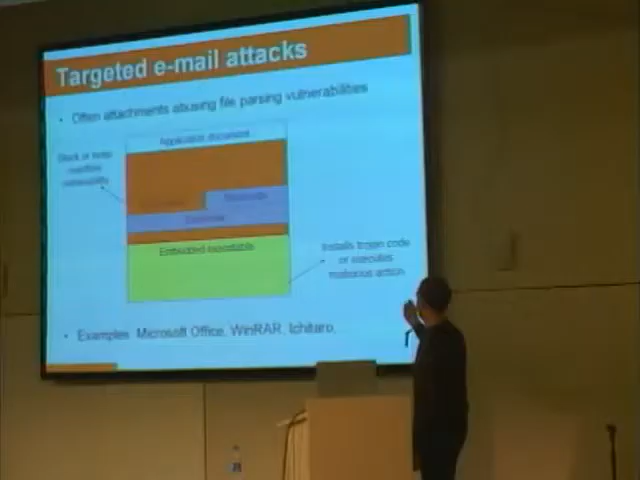 Targeted e-mail attacks
• Often attachments abusing file parsing vulnerabilities
Application document
Stack or heap
overflow
vulnerability
Embedded executable
Installs trojan code
or executes
malicious action
• Examples: Microsoft Office, WinRAR, Ichitaro,